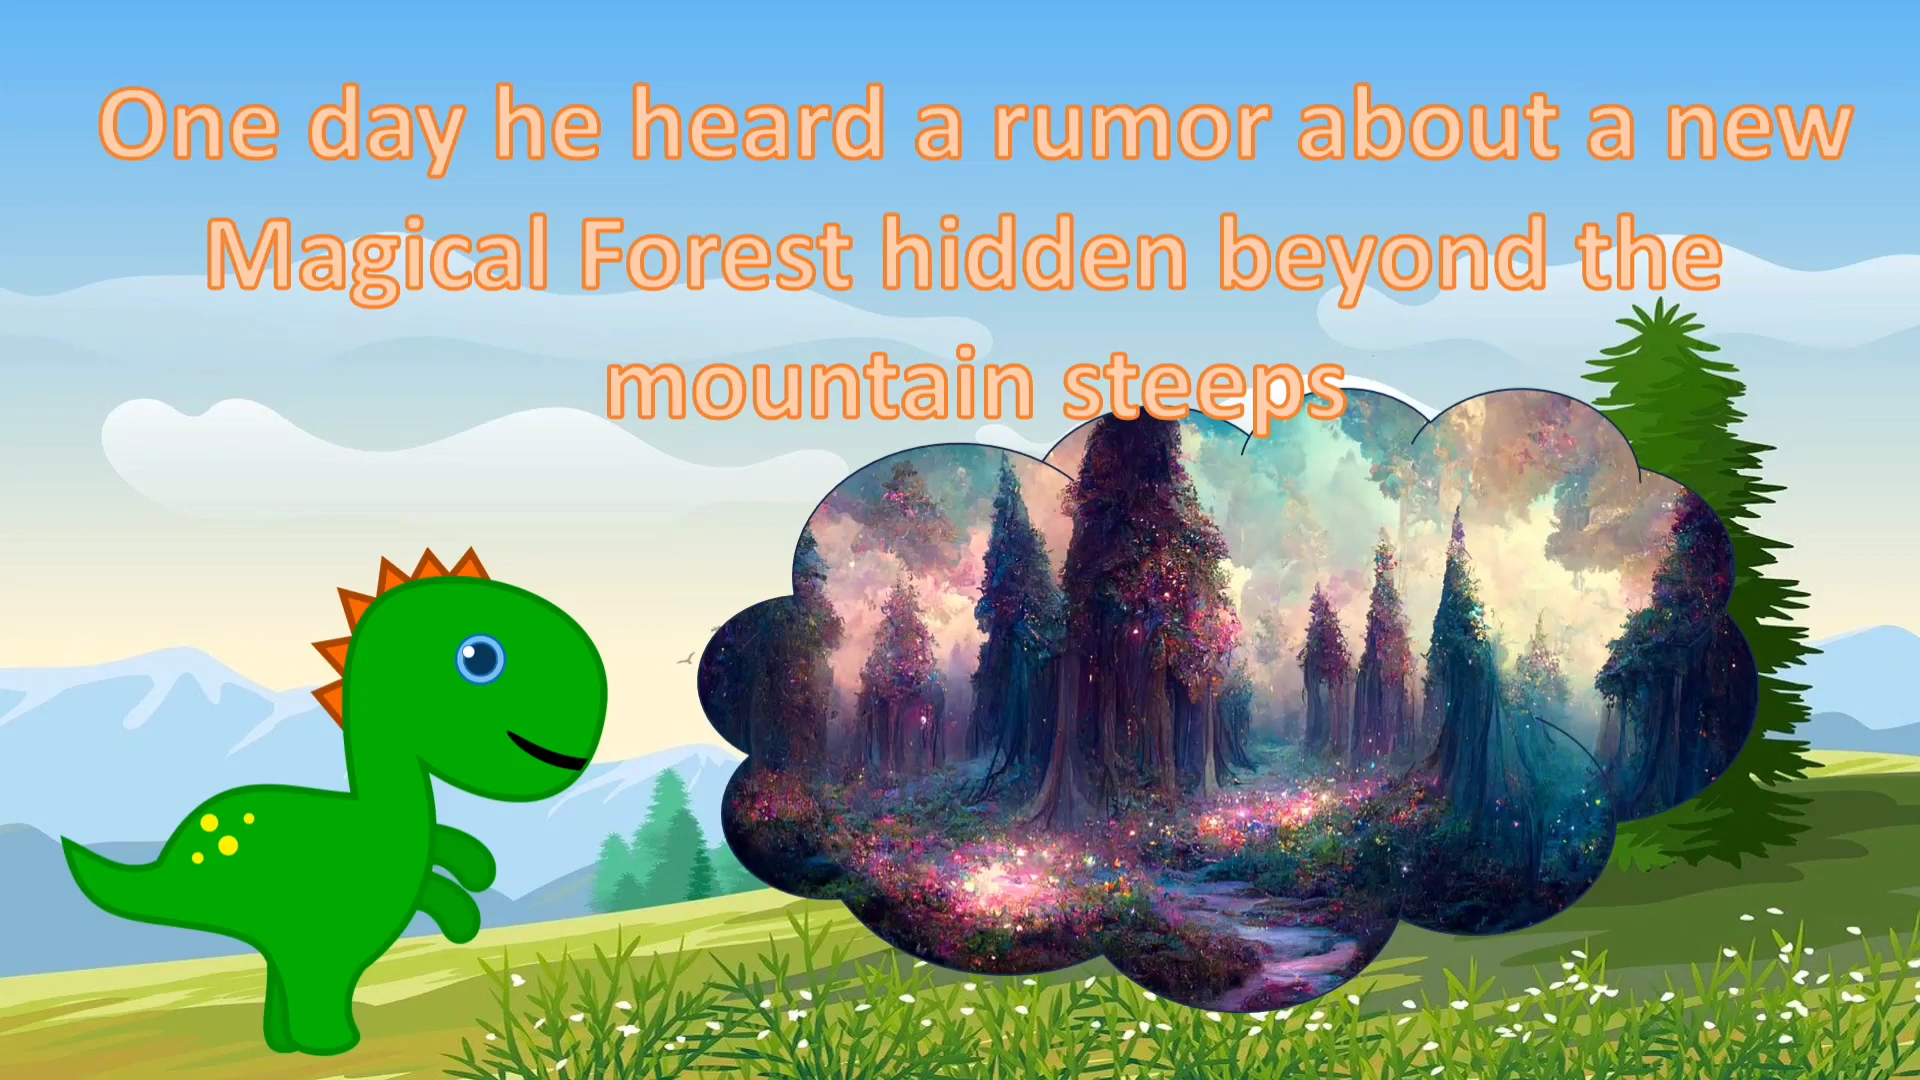 One day he heard a rumor about a new
Magical Forest hidden beyond the
mountain steeps